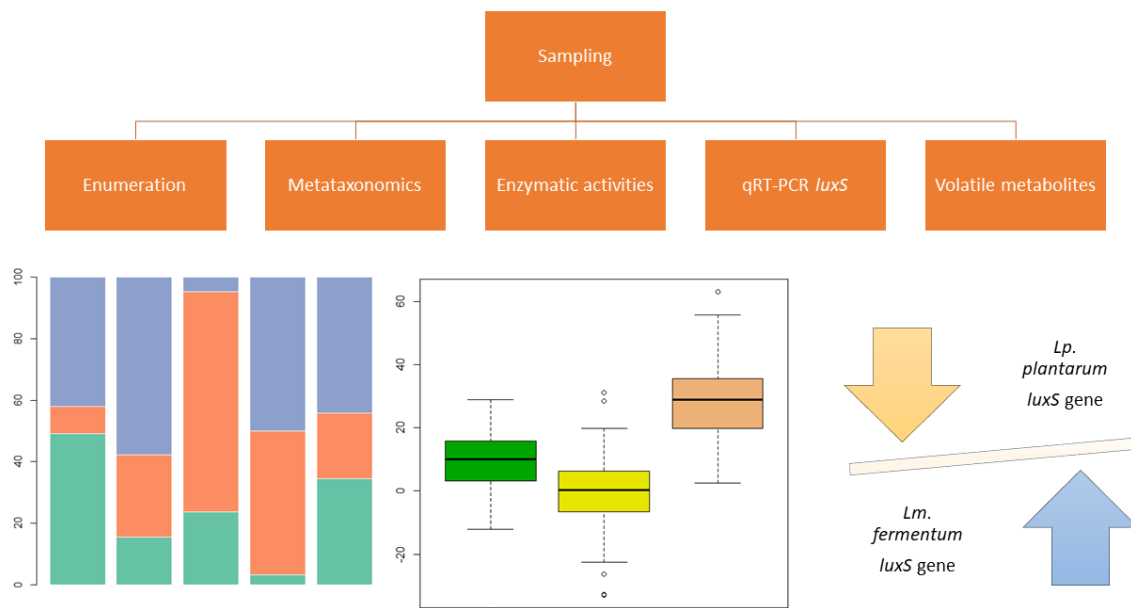 Sampling
Enumeration
Metataxonomics
Enzymatic activities
qRT-PCR luxS
Volatile metabolites
100
80
60
40
20
0
60
40
20
0
-20
Lp.
plantarum
luxS gene
Lm.
fermentum
luxS gene